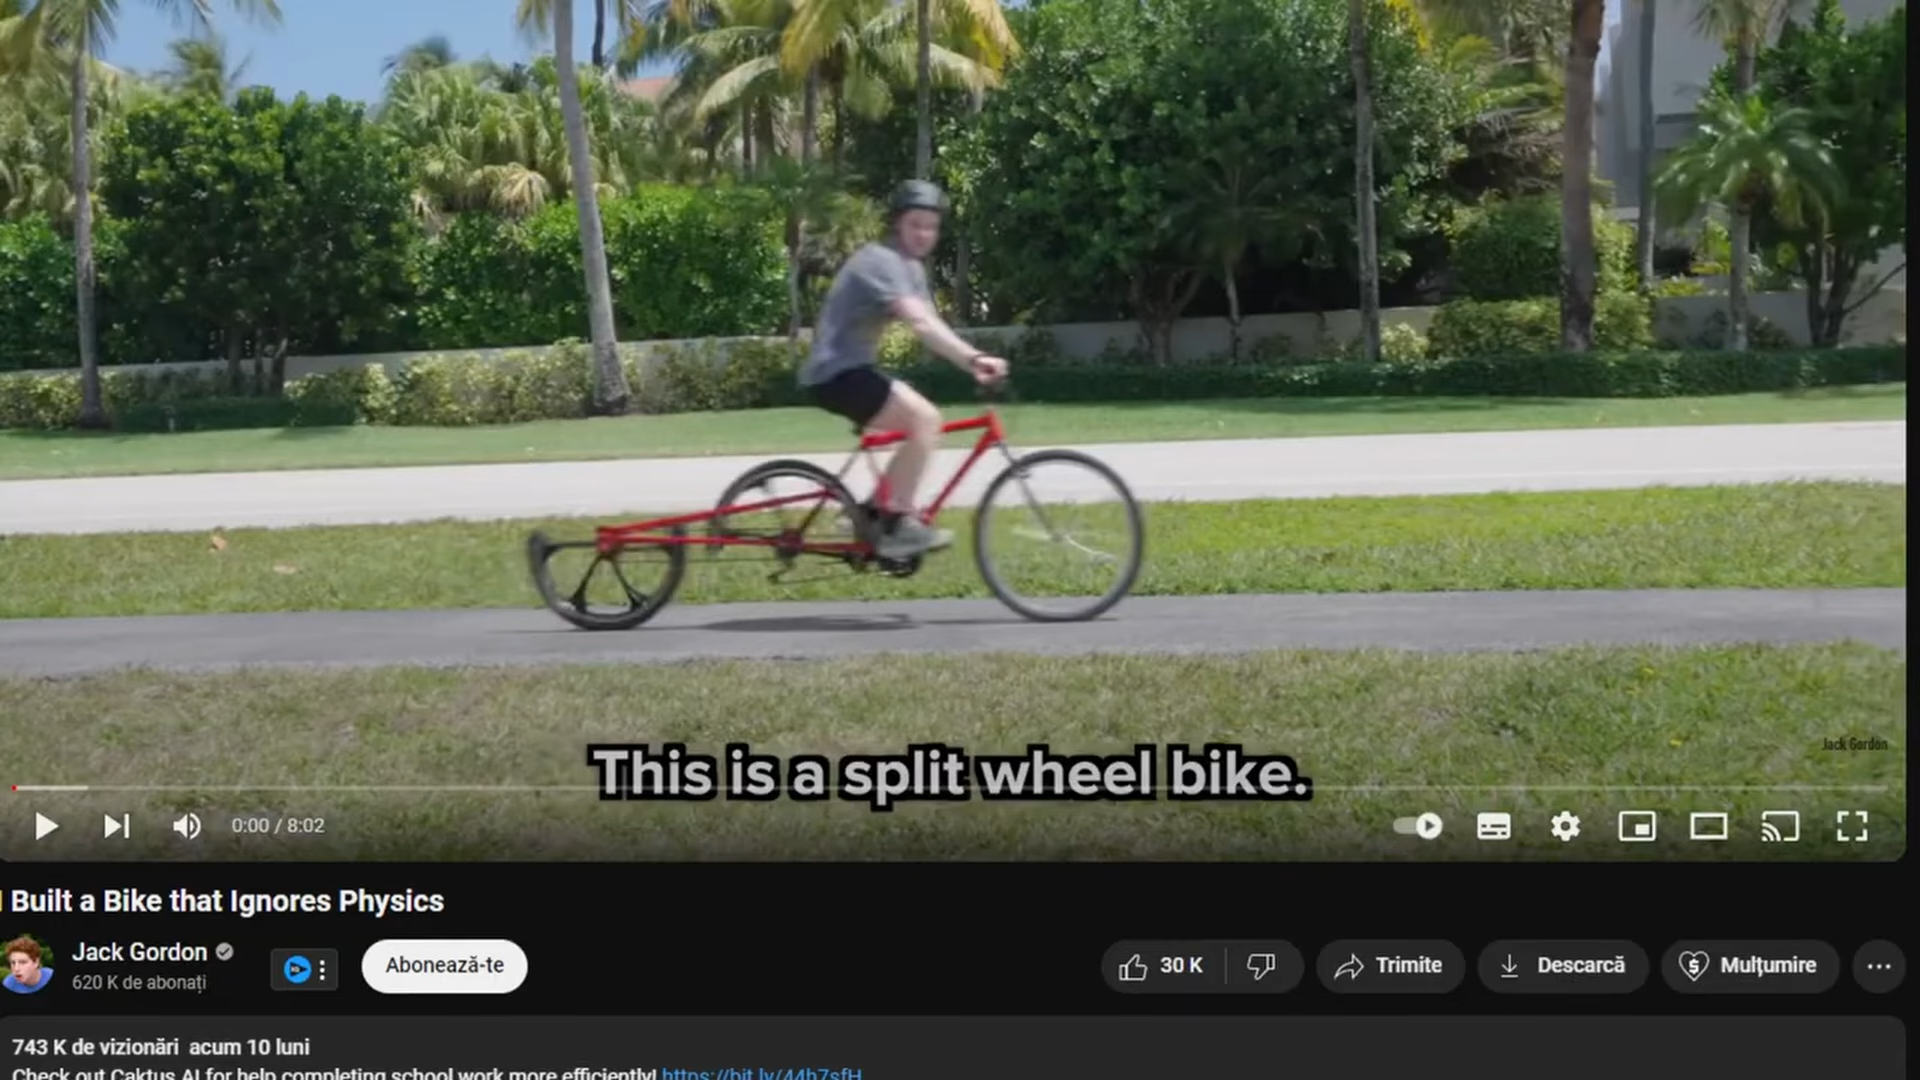 Jack Gordon
This is a split wheel bike.
0:00 / 8:02
I Built a Bike that Ignores Physics
Jack Gordon
620 K de abonați
Abonează-te
30 K
Trimite
Descarcă
Mulțumire
743 K de vizionări acum 10 luni
Check out Caktus AI for help completing school work more efficiently! https://bit.ly/44h7sfH